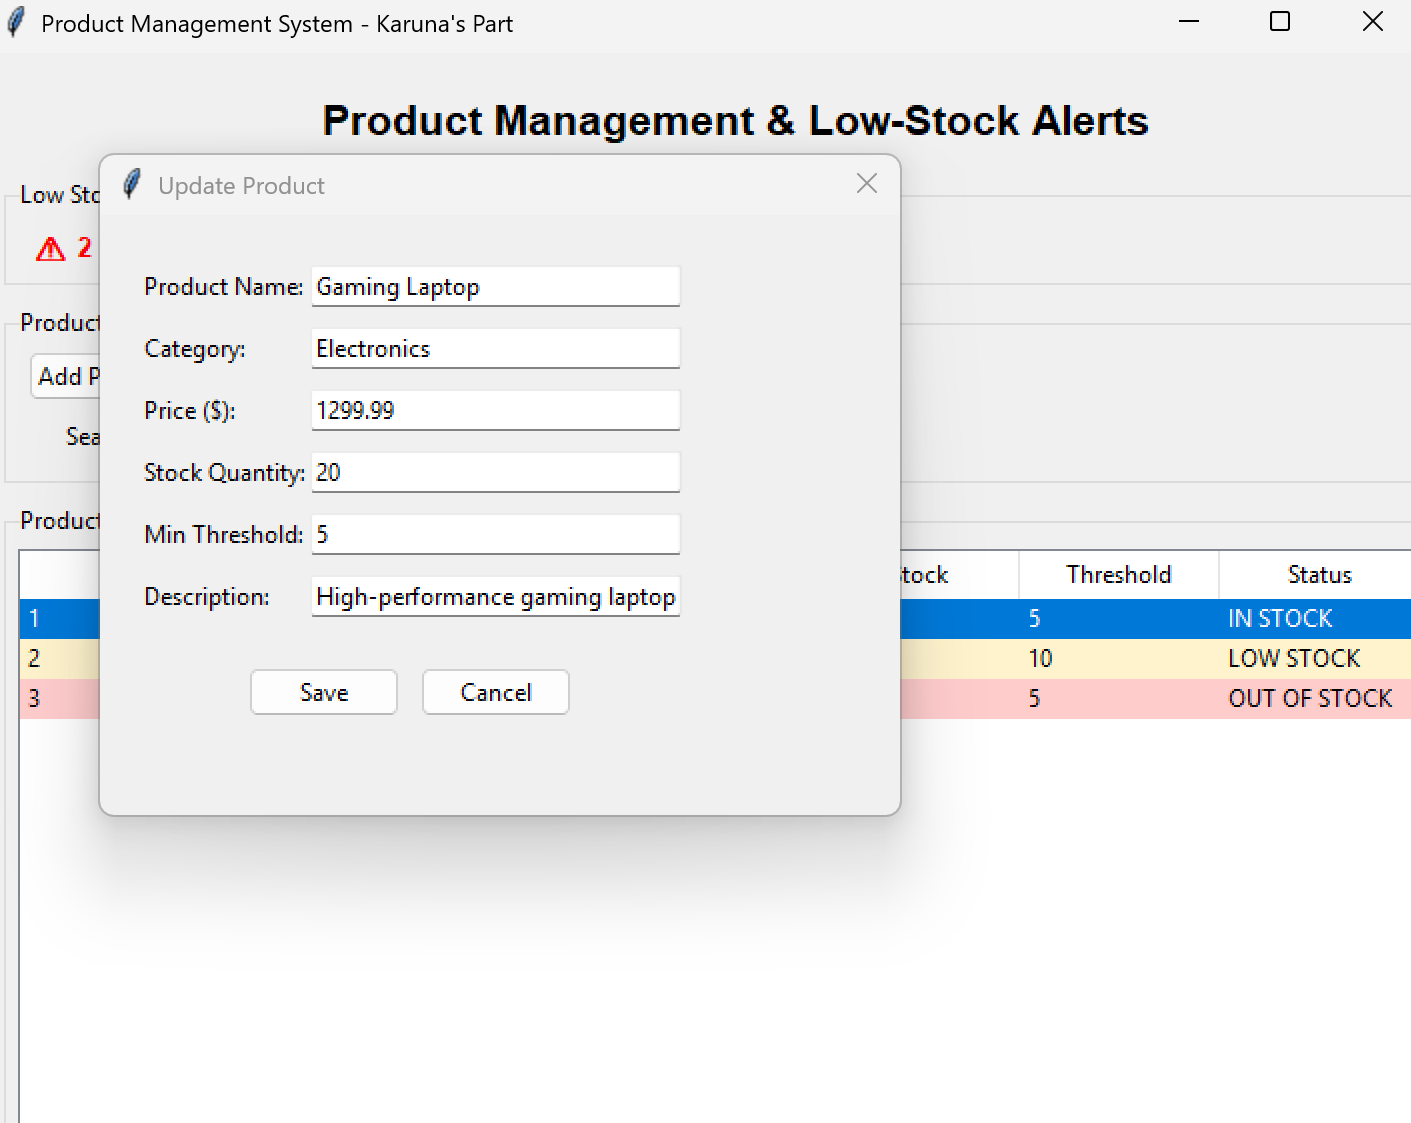 Product Management System - Karuna's Part
Product Management & Low-Stock Alerts
Low Sto
⚠ 2
Product
Add P
Sea
Product
Update Product
Product Name: Gaming Laptop
Category: Electronics
Price ($): 1299.99
Stock Quantity: 20
Min Threshold: 5
Description: High-performance gaming laptop
Save Cancel
tock Threshold Status
1 5 IN STOCK
2 10 LOW STOCK
3 5 OUT OF STOCK